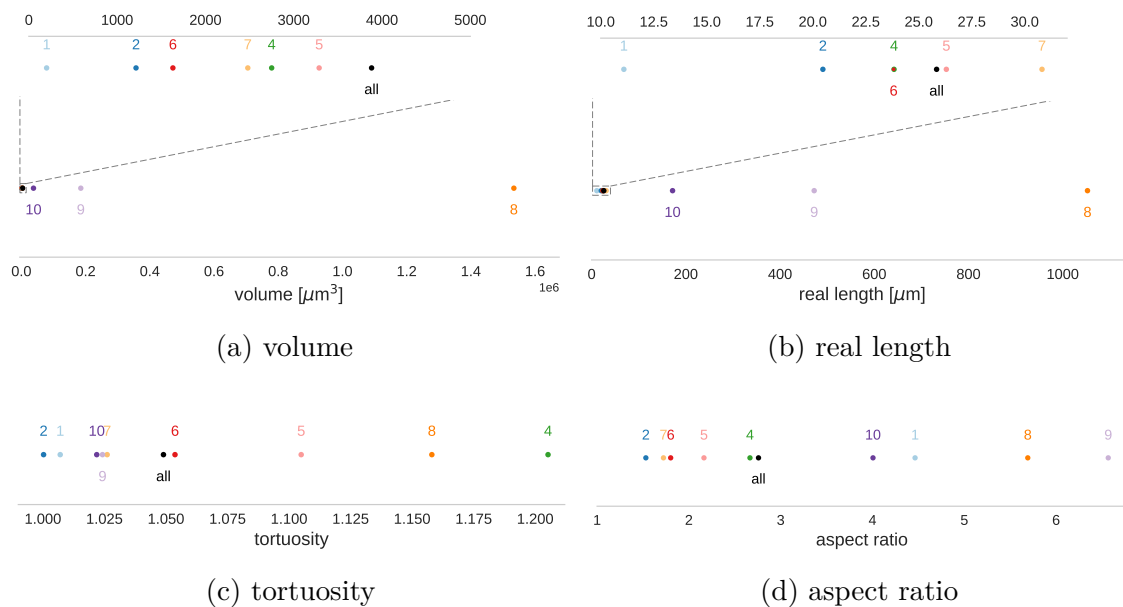 0 1000 2000 3000 4000 5000
1 2 6 7 4 5
all
10 9 8
0.0 0.2 0.4 0.6 0.8 1.0 1.2 1.4 1.6
volume [μm³] 1e6
(a) volume
10.0 12.5 15.0 17.5 20.0 22.5 25.0 27.5 30.0
1 2 4 5 7
6 all
10 9 8
0 200 400 600 800 1000
real length [μm]
(b) real length
2 1 10 7 6 5 8 4
9 all
1.000 1.025 1.050 1.075 1.100 1.125 1.150 1.175 1.200
tortuosity
(c) tortuosity
2 7 6 5 4 10 1 8 9
all
1 2 3 4 5 6
aspect ratio
(d) aspect ratio